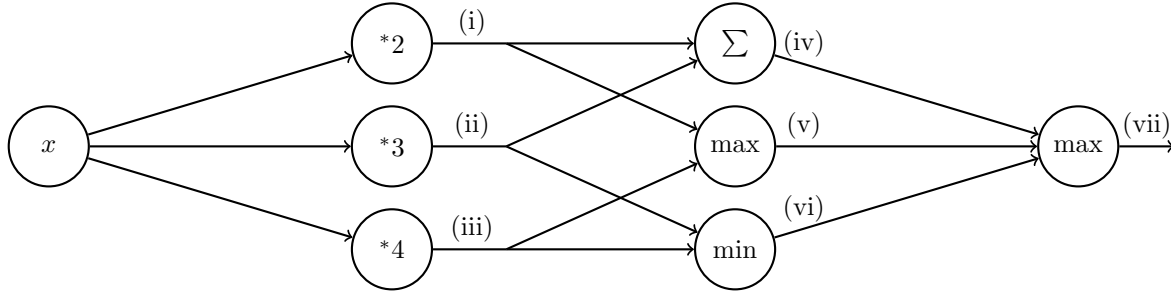 (i)
*2
∑
(iv)
(ii)
(v)
(vii)
x
*3
max
max
(iii)
(vi)
*4
min